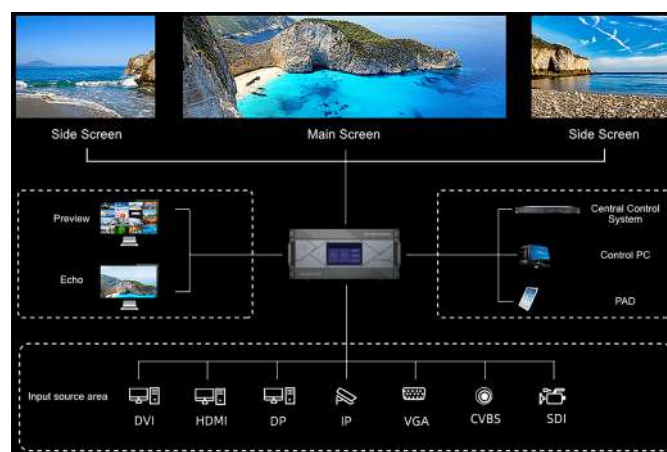 Side Screen
Main Screen
Side Screen
Preview
Echo
Central Control
System
Control PC
PAD
Input source area
DVI
HDMI
DP
IP
VGA
CVBS
SDI